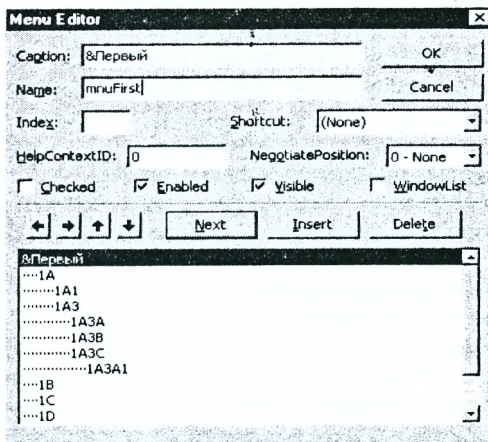 Menu Editor
Caption: &Первый OK
Name: mnuFirst Cancel
Index: Shortcut: (None)
HelpContextID: 0 NegotiatePosition: 0 - None
Checked Enabled Visible WindowList
Next Insert Delete
&Первый
····1A
········1A1
········1A3
············1A3A
············1A3B
············1A3C
················1A3A1
····1B
····1C
····1D